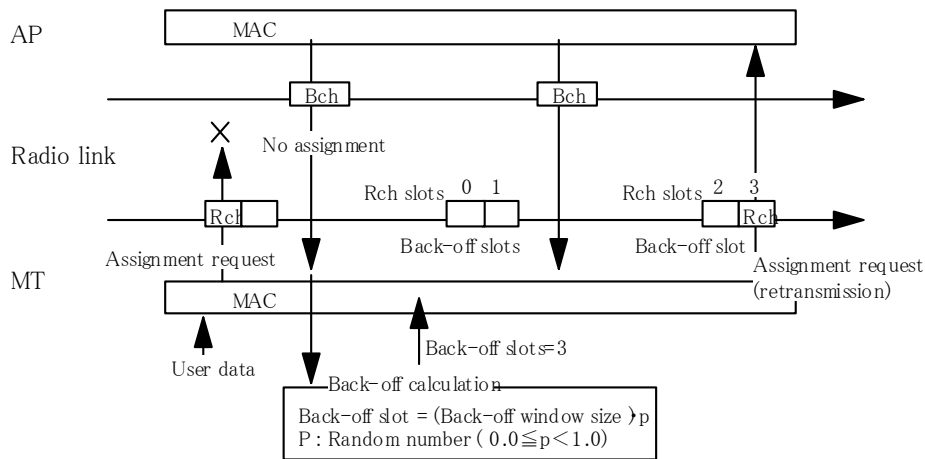 AP
MAC
Bch
Bch
No assignment
Radio link
Rch slots
0 1
Rch slots
2 3
Rch
Rch
Back-off slots
Back-off slot
Assignment request
Assignment request
(retransmission)
MT
MAC
User data
Back-off slots=3
Back-off calculation
Back-off slot = (Back-off window size )･p
P : Random number ( 0.0≦p<1.0)